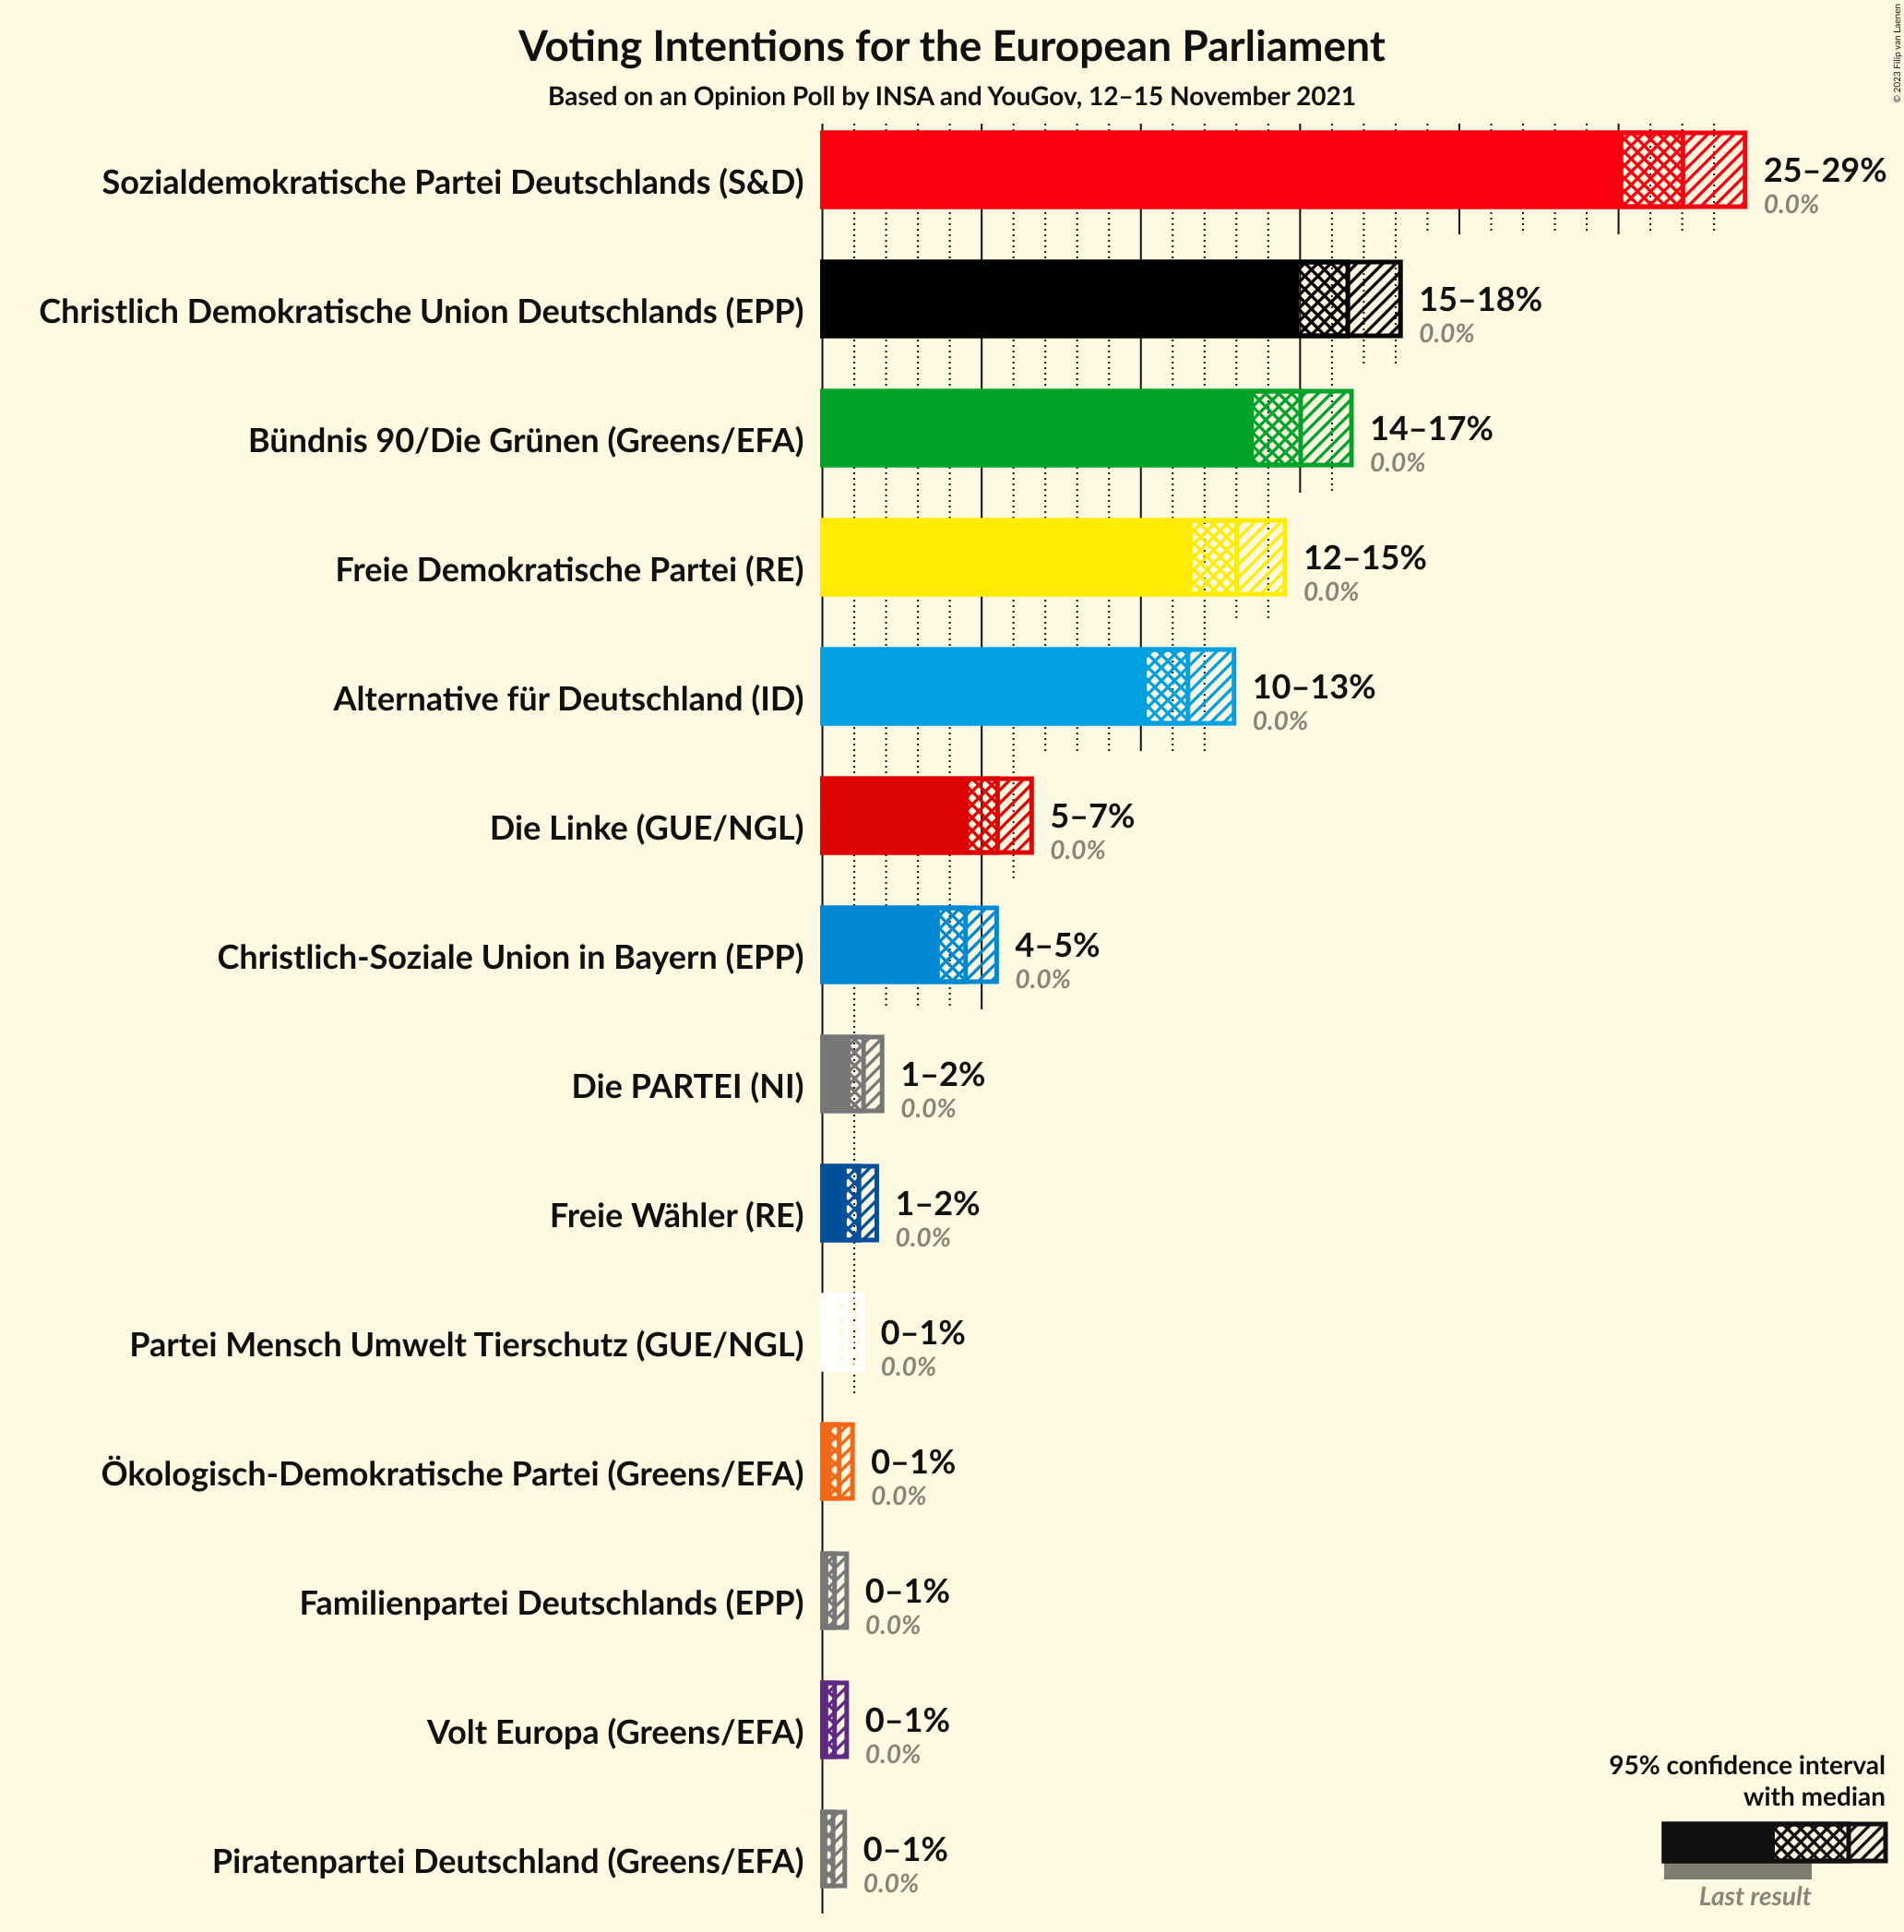 Voting Intentions for the European Parliament
Based on an Opinion Poll by INSA and YouGov, 12–15 November 2021
© 2023 Filip van Laenen
Sozialdemokratische Partei Deutschlands (S&D)
25–29%
0.0%
Christlich Demokratische Union Deutschlands (EPP)
15–18%
0.0%
Bündnis 90/Die Grünen (Greens/EFA)
14–17%
0.0%
Freie Demokratische Partei (RE)
12–15%
0.0%
Alternative für Deutschland (ID)
10–13%
0.0%
Die Linke (GUE/NGL)
5–7%
0.0%
Christlich-Soziale Union in Bayern (EPP)
4–5%
0.0%
Die PARTEI (NI)
1–2%
0.0%
Freie Wähler (RE)
1–2%
0.0%
Partei Mensch Umwelt Tierschutz (GUE/NGL)
0–1%
0.0%
Ökologisch-Demokratische Partei (Greens/EFA)
0–1%
0.0%
Familienpartei Deutschlands (EPP)
0–1%
0.0%
Volt Europa (Greens/EFA)
0–1%
0.0%
Piratenpartei Deutschland (Greens/EFA)
0–1%
0.0%
95% confidence interval
with median
Last result